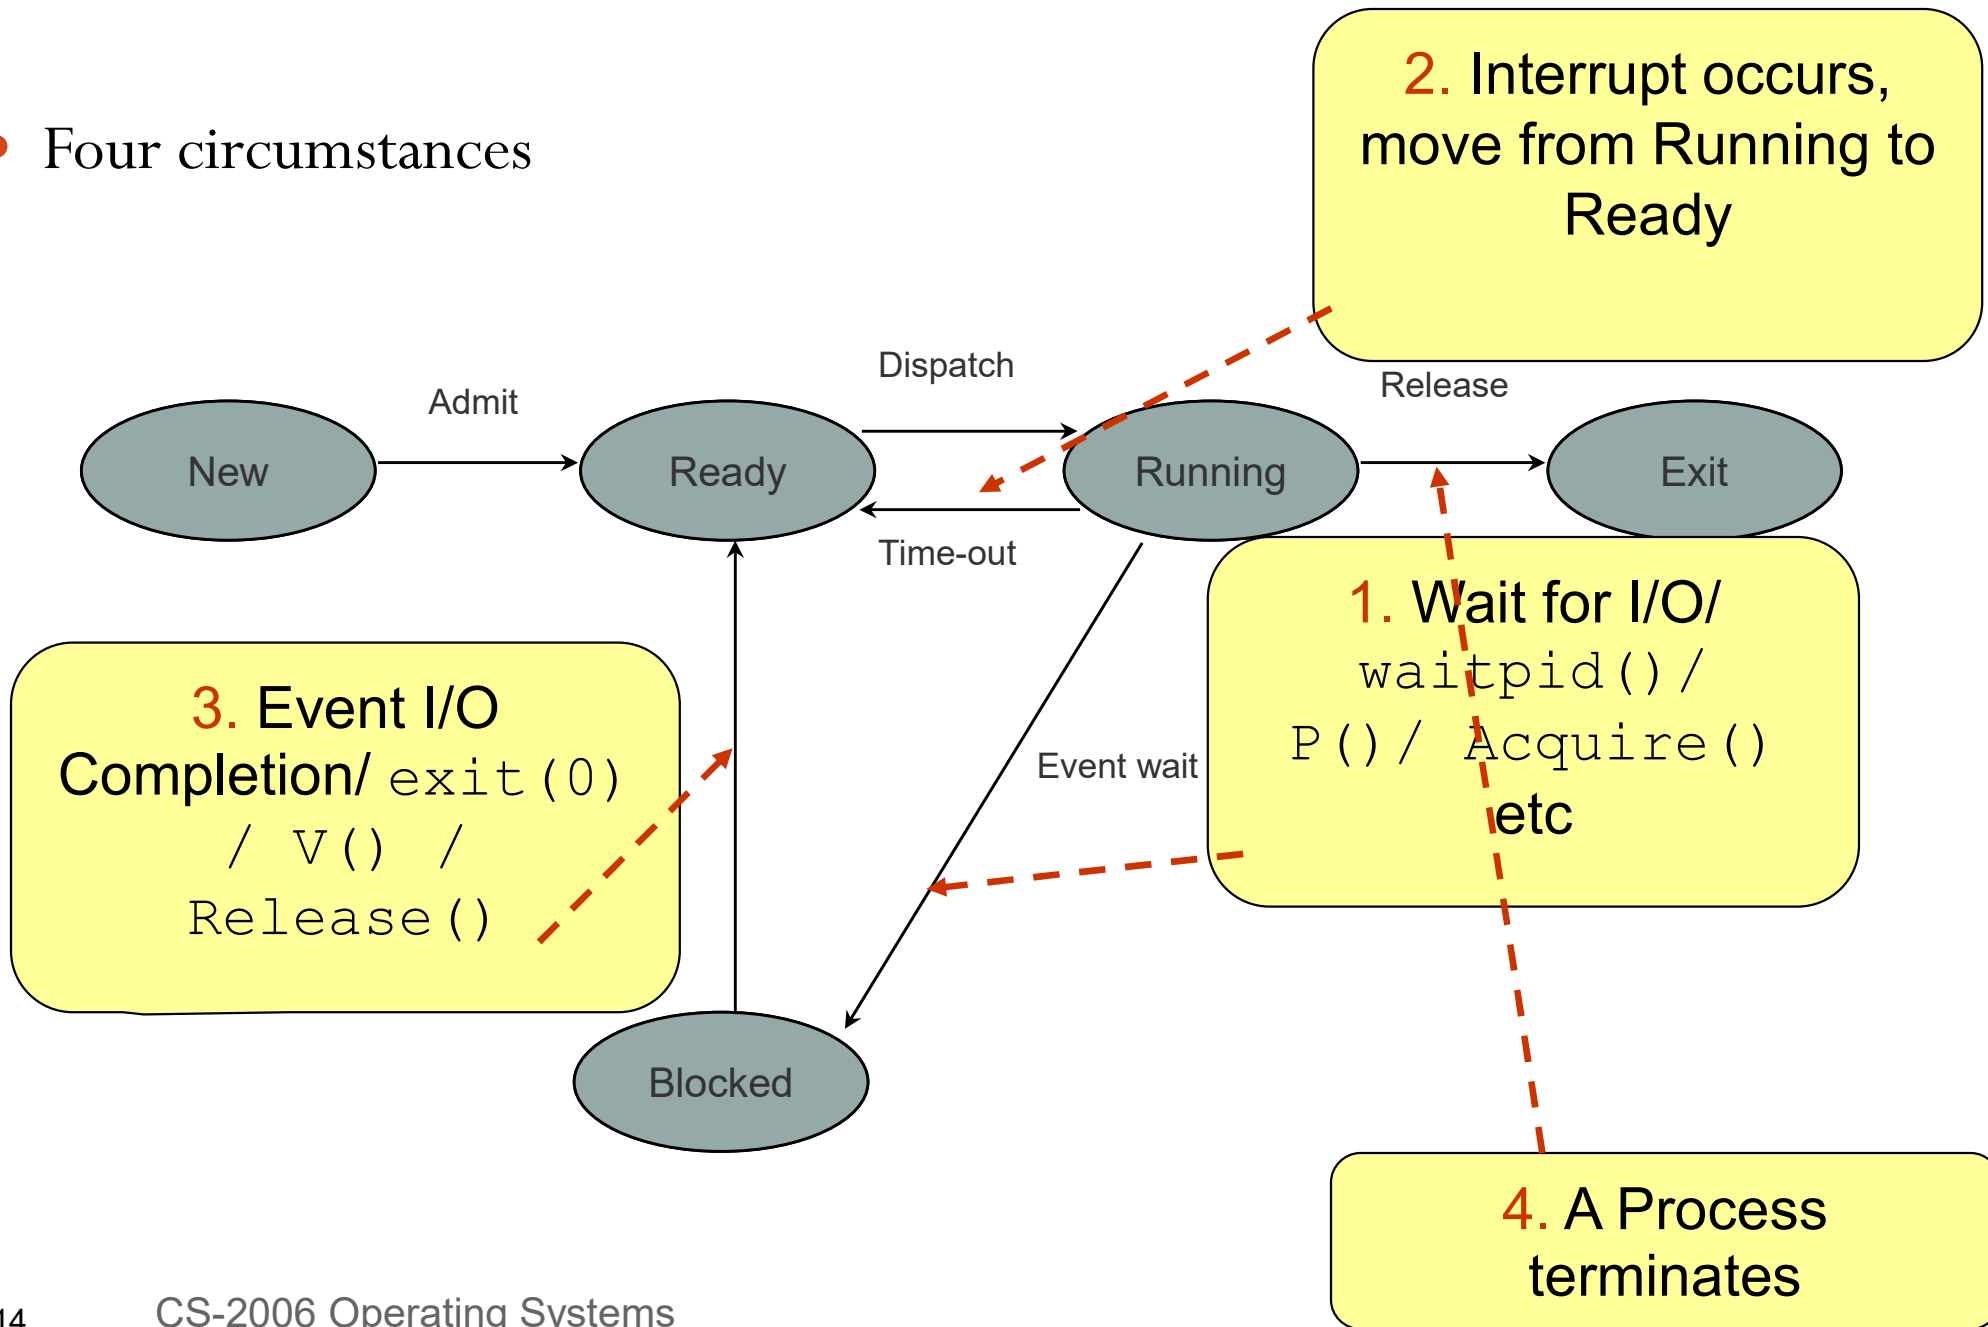 • Four circumstances
2. Interrupt occurs,
move from Running to
Ready
Dispatch
Release
Admit
New
Ready
Running
Exit
Time-out
1. Wait for I/O/
waitpid()/
P()/ Acquire()
etc
3. Event I/O
Completion/ exit(0)
/ V() /
Release()
Event wait
Blocked
4. A Process
terminates
14
CS-2006 Operating Systems